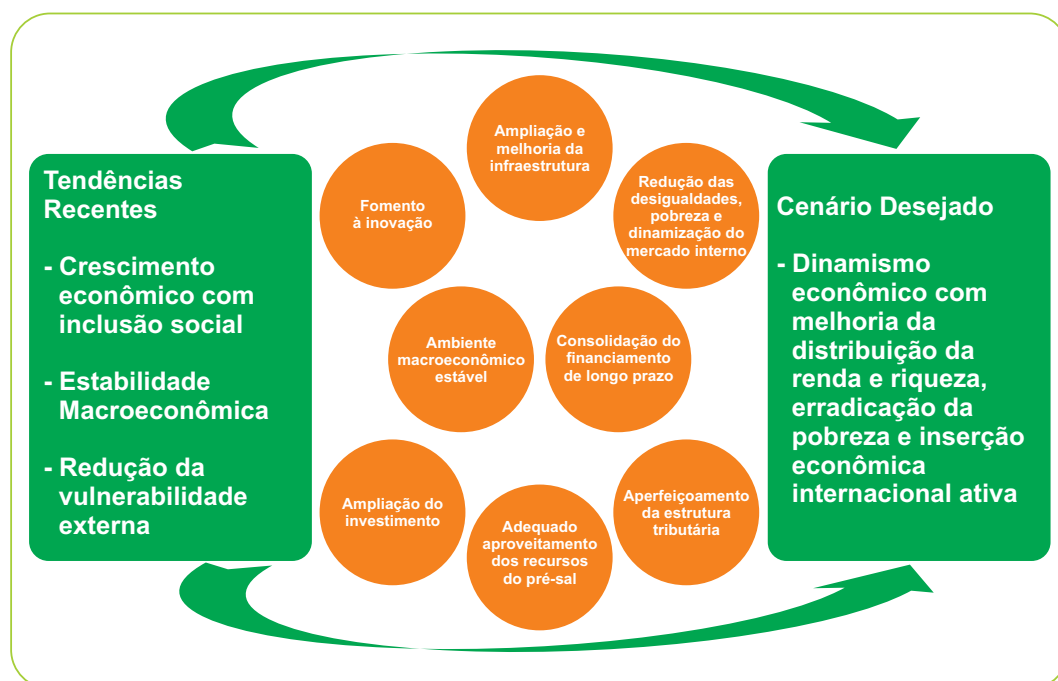 Tendências
Recentes
- Crescimento
econômico com
inclusão social
- Estabilidade
Macroeconômica
- Redução da
vulnerabilidade
externa
Ampliação e
melhoria da
infraestrutura
Fomento
à inovação
Redução das
desigualdades,
pobreza e
dinamização do
mercado interno
Ambiente
macroeconômico
estável
Consolidação do
financiamento
de longo prazo
Ampliação do
investimento
Adequado
aproveitamento
dos recursos
do pré-sal
Aperfeiçoamento
da estrutura
tributária
Cenário Desejado
- Dinamismo
econômico com
melhoria da
distribuição da
renda e riqueza,
erradicação da
pobreza e inserção
econômica
internacional ativa